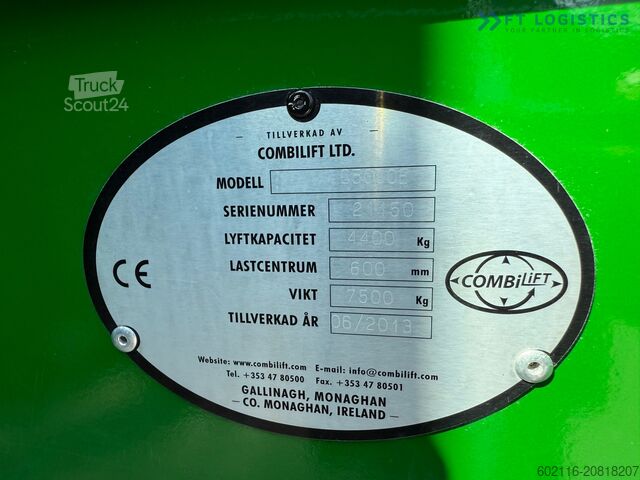 FT LOGISTICS
YOUR PARTNER IN LOGISTICS
Truck
Scout24
TILLVERKAD AV
COMBILIFT LTD.
MODELL
SERIENUMMER 21150
LYFTKAPACITET 4400 Kg
LASTCENTRUM 600 mm
VIKT 7500 Kg
TILLVERKAD ÅR 06/2013
CE
COMBiLiFT
Website: www.combilift.com E-mail: info@combilift.com
Tel. +353 47 80500 Fax. +353 47 80501
GALLINAGH, MONAGHAN
CO. MONAGHAN, IRELAND
602116-20818207